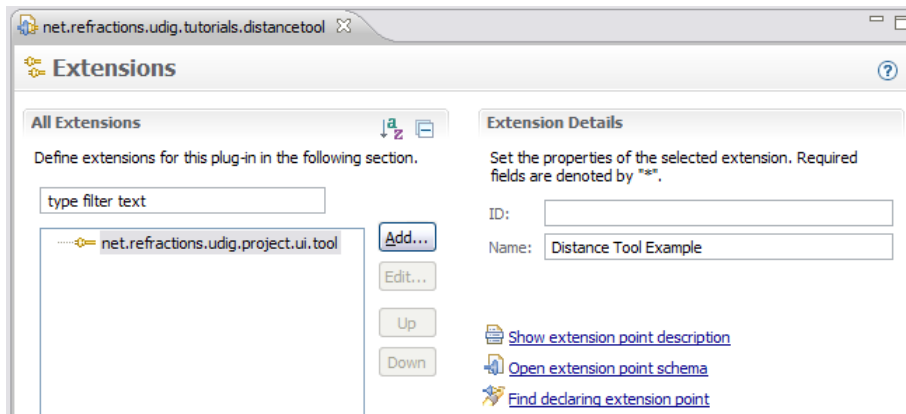 net.refractions.udig.tutorials.distancetool
Extensions
All Extensions
Define extensions for this plug-in in the following section.
type filter text
net.refractions.udig.project.ui.tool
Add...
Edit...
Up
Down
Extension Details
Set the properties of the selected extension. Required
fields are denoted by "*".
ID:
Name: Distance Tool Example
Show extension point description
Open extension point schema
Find declaring extension point